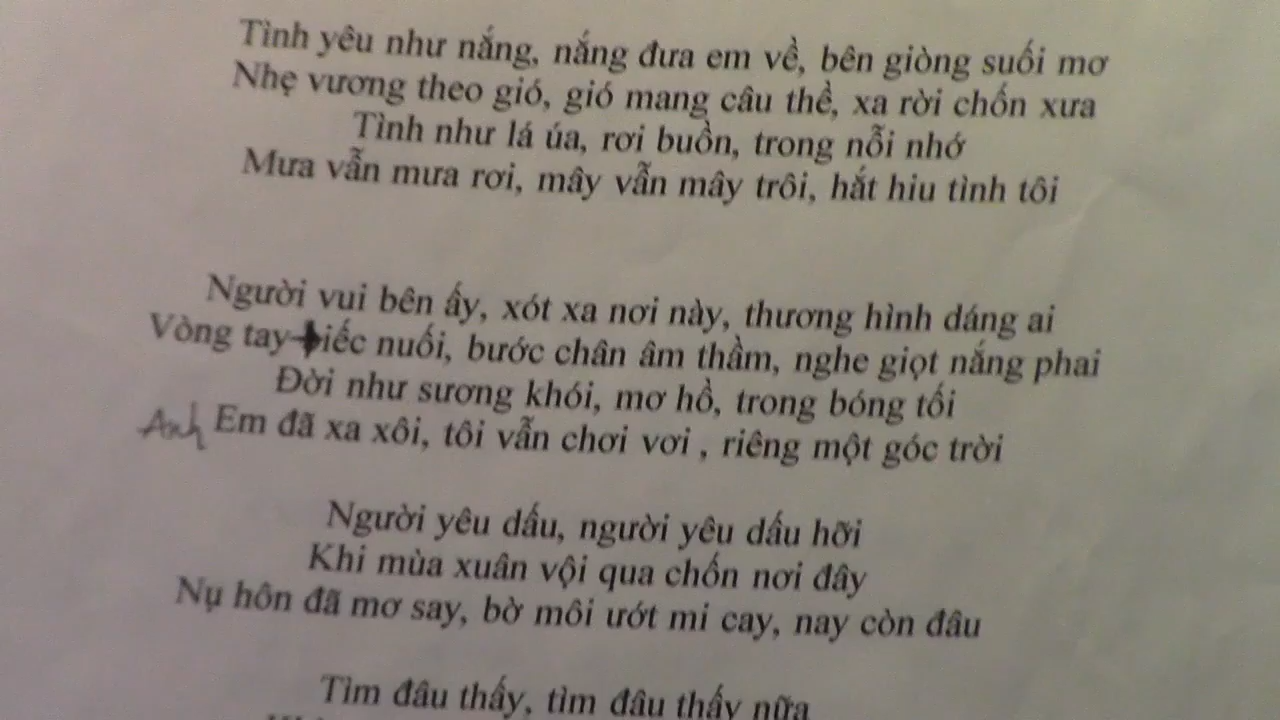 Tình yêu như nắng, nắng đưa em về, bên giòng suối mơ
Nhẹ vương theo gió, gió mang câu thề, xa rời chốn xưa
Tình như lá úa, rơi buồn, trong nỗi nhớ
Mưa vẫn mưa rơi, mây vẫn mây trôi, hắt hiu tình tôi
Người vui bên ấy, xót xa nơi này, thương hình dáng ai
Vòng tay tiếc nuối, bước chân âm thầm, nghe giọt nắng phai
Đời như sương khói, mơ hồ, trong bóng tối
Anh Em đã xa xôi, tôi vẫn chơi vơi , riêng một góc trời
Người yêu dấu, người yêu dấu hỡi
Khi mùa xuân vội qua chốn nơi đây
Nụ hôn đã mơ say, bờ môi ướt mi cay, nay còn đâu
Tìm đâu thấy, tìm đâu thấy nữa